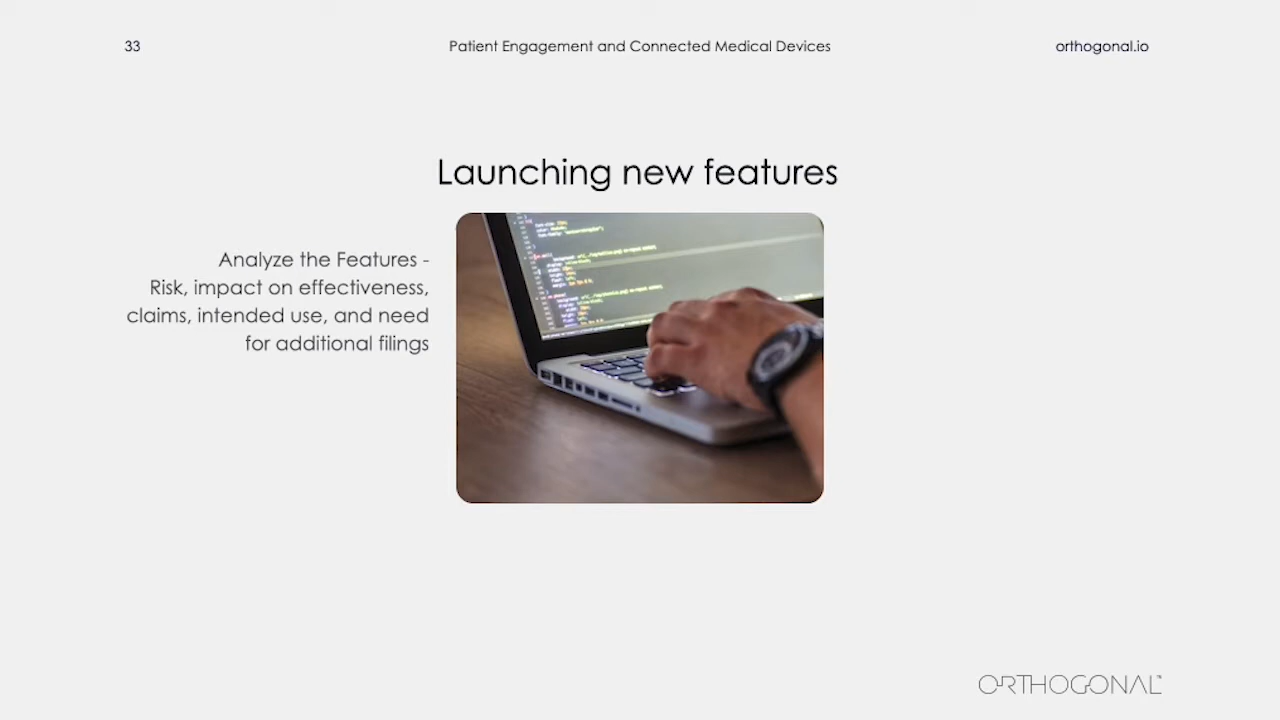 33
Patient Engagement and Connected Medical Devices
orthogonal.io
Launching new features
Analyze the Features -
Risk, impact on effectiveness,
claims, intended use, and need
for additional filings
ORTHOGONAL